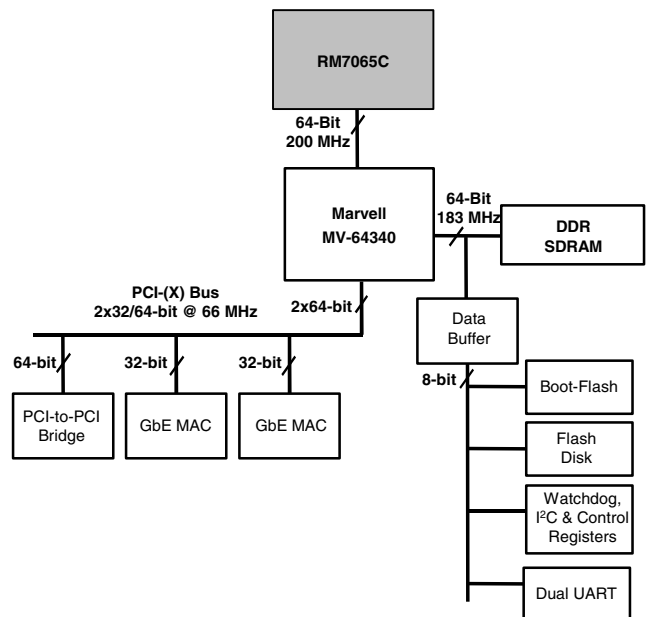 RM7065C
64-Bit
200 MHz
Marvell
MV-64340
64-Bit
183 MHz
DDR
SDRAM
PCI-(X) Bus
2x32/64-bit @ 66 MHz
2x64-bit
Data
Buffer
64-bit
32-bit
32-bit
8-bit
PCI-to-PCI
Bridge
GbE MAC
GbE MAC
Boot-Flash
Flash
Disk
Watchdog,
I²C & Control
Registers
Dual UART